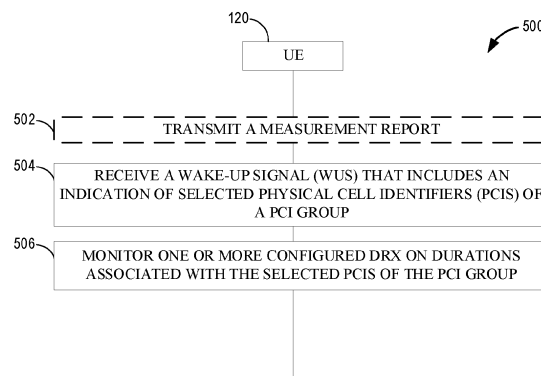 120
500
UE
502
TRANSMIT A MEASUREMENT REPORT
504
RECEIVE A WAKE-UP SIGNAL (WUS) THAT INCLUDES AN
INDICATION OF SELECTED PHYSICAL CELL IDENTIFIERS (PCIS) OF
A PCI GROUP
506
MONITOR ONE OR MORE CONFIGURED DRX ON DURATIONS
ASSOCIATED WITH THE SELECTED PCIS OF THE PCI GROUP